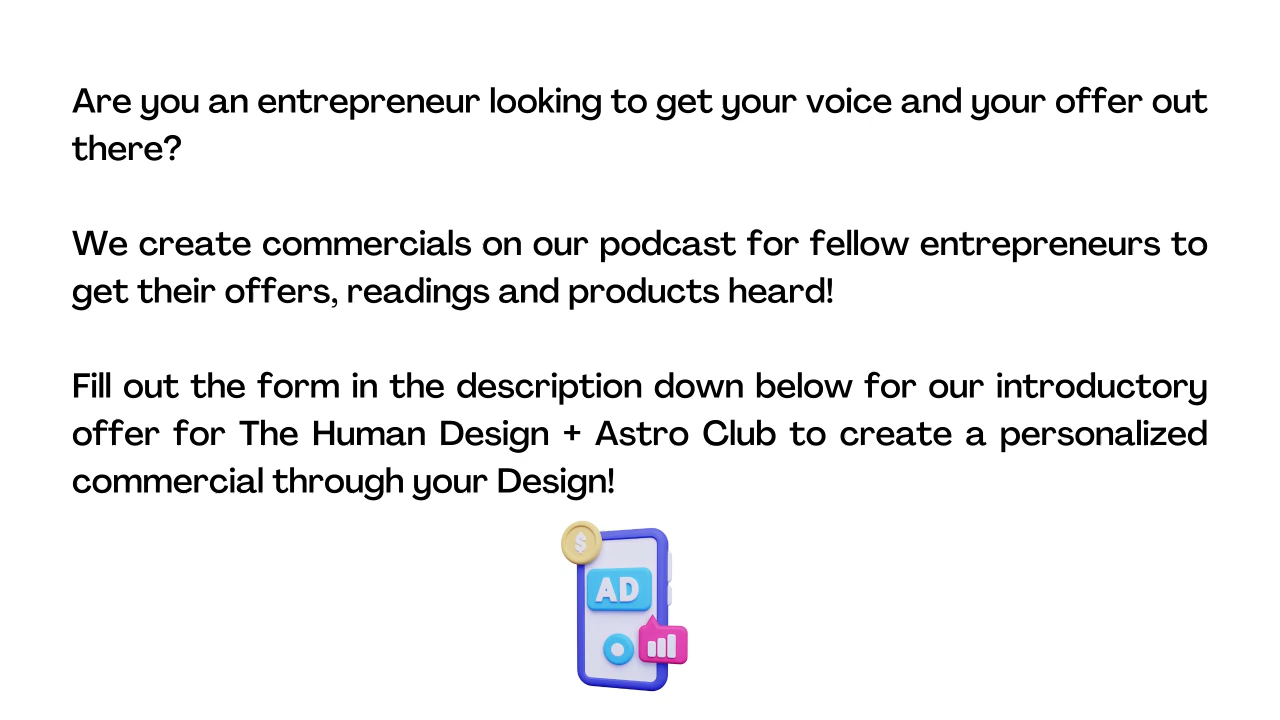 Are you an entrepreneur looking to get your voice and your offer out
there?
We create commercials on our podcast for fellow entrepreneurs to
get their offers, readings and products heard!
Fill out the form in the description down below for our introductory
offer for The Human Design + Astro Club to create a personalized
commercial through your Design!
$
AD